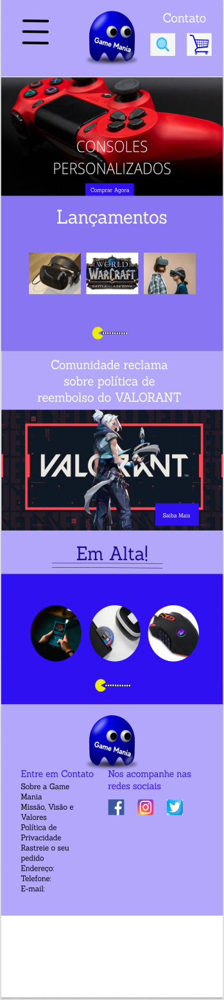 Contato
Game Mania
CONSOLES
PERSONALIZADOS
Comprar Agora
Lançamentos
WORLD
WARCRAFT
BATTLE FOR AZEROTH
Comunidade reclama
sobre política de
reembolso do VALORANT
VALORANT
Saiba Mais
Em Alta!
Game Mania
Entre em Contato
Sobre a Game
Mania
Missão, Visão e
Valores
Política de
Privacidade
Rastreie o seu
pedido
Endereço:
Telefone:
E-mail:
Nos acompanhe nas
redes sociais